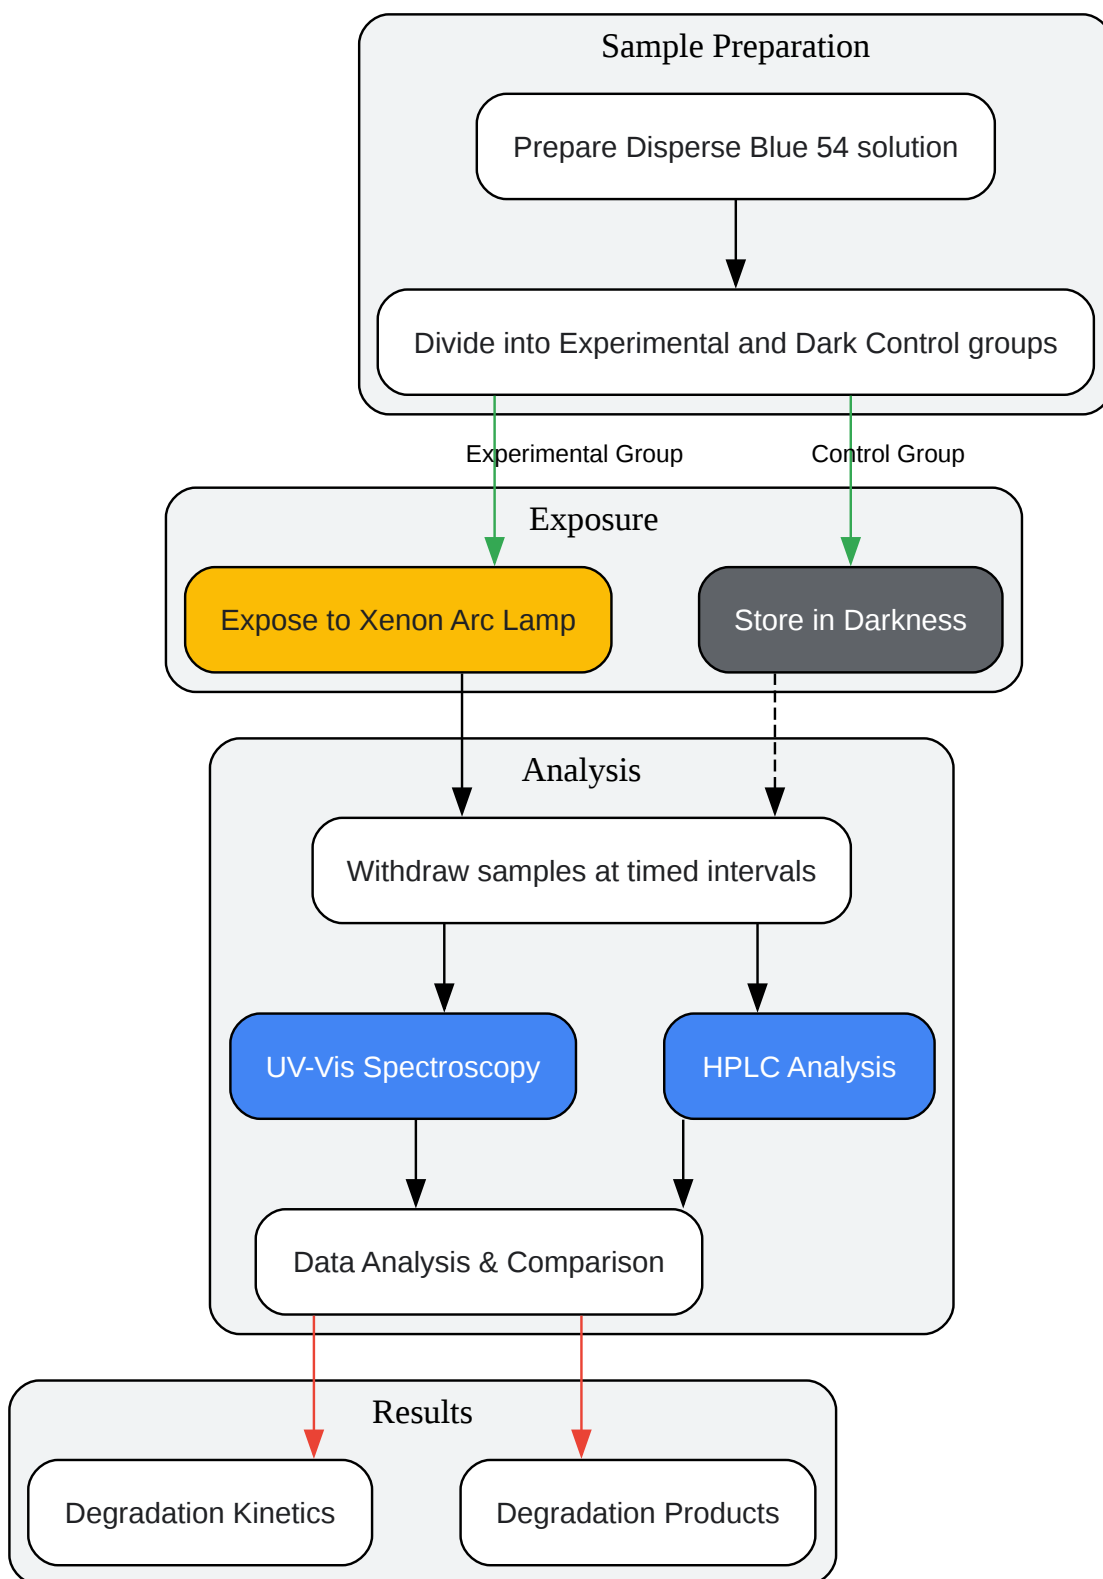 Sample Preparation
Prepare Disperse Blue 54 solution
Divide into Experimental and Dark Control groups
Experimental Group
Control Group
Exposure
Expose to Xenon Arc Lamp
Store in Darkness
Analysis
Withdraw samples at timed intervals
UV-Vis Spectroscopy
HPLC Analysis
Data Analysis & Comparison
Results
Degradation Kinetics
Degradation Products